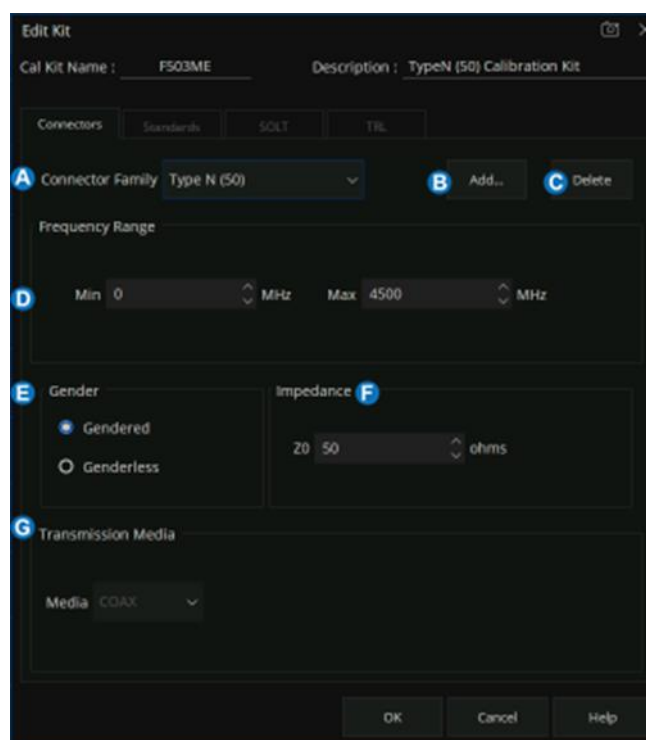 Edit Kit
Cal Kit Name : F503ME Description : TypeN (50) Calibration Kit
Connectors Standards SOLT TRL
A Connector Family Type N (50) B Add... C Delete
Frequency Range
D Min 0 MHz Max 4500 MHz
E Gender Impedance F
Gendered
Z0 50 ohms
Genderless
G Transmission Media
Media COAX
OK Cancel Help